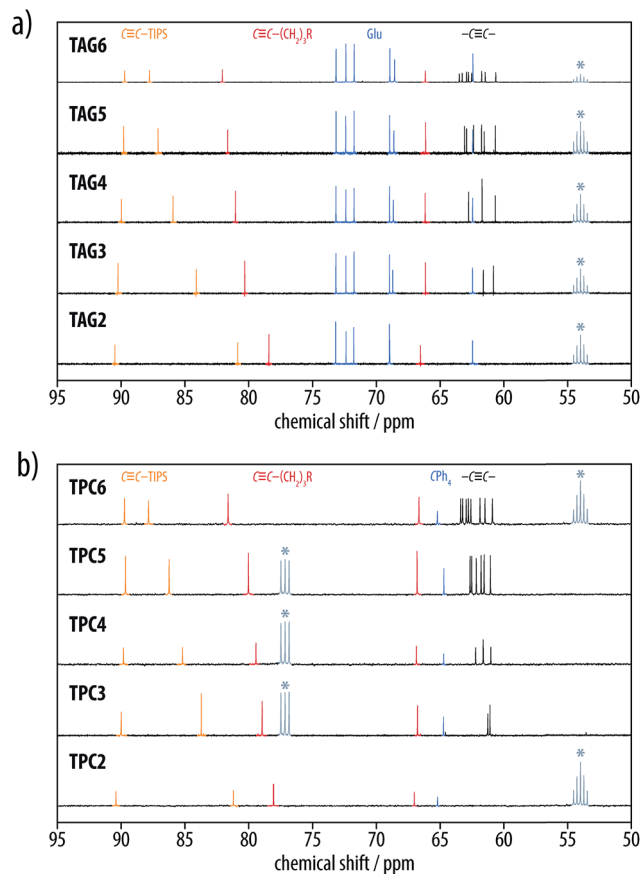 a)
C≡C–TIPS C≡C–(CH2)3R Glu –C≡C–
TAG6
*
TAG5
*
TAG4
*
TAG3
*
TAG2
*
95 90 85 80 75 70 65 60 55 50
chemical shift / ppm
b)
C≡C–TIPS C≡C–(CH2)3R CPh4 –C≡C–
TPC6
*
TPC5
* *
TPC4
*
TPC3
*
TPC2
*
95 90 85 80 75 70 65 60 55 50
chemical shift / ppm